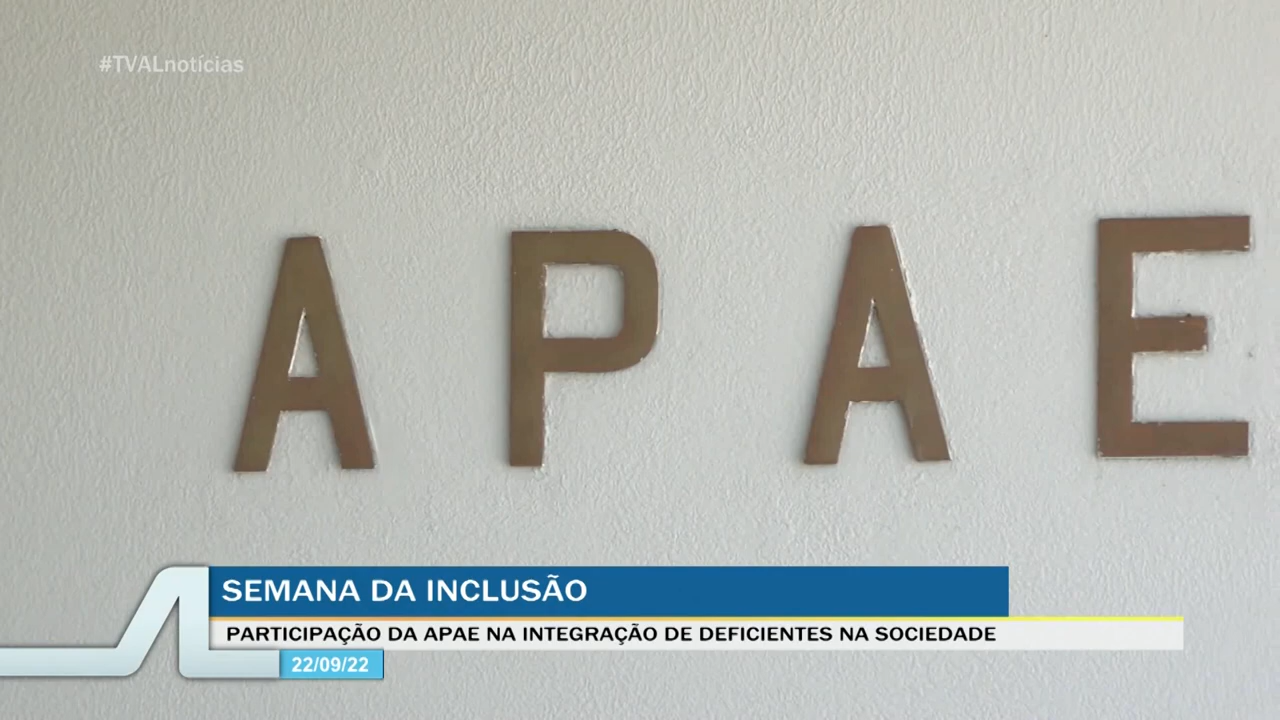 #TVALnotícias
APAE
SEMANA DA INCLUSÃO
PARTICIPAÇÃO DA APAE NA INTEGRAÇÃO DE DEFICIENTES NA SOCIEDADE
22/09/22